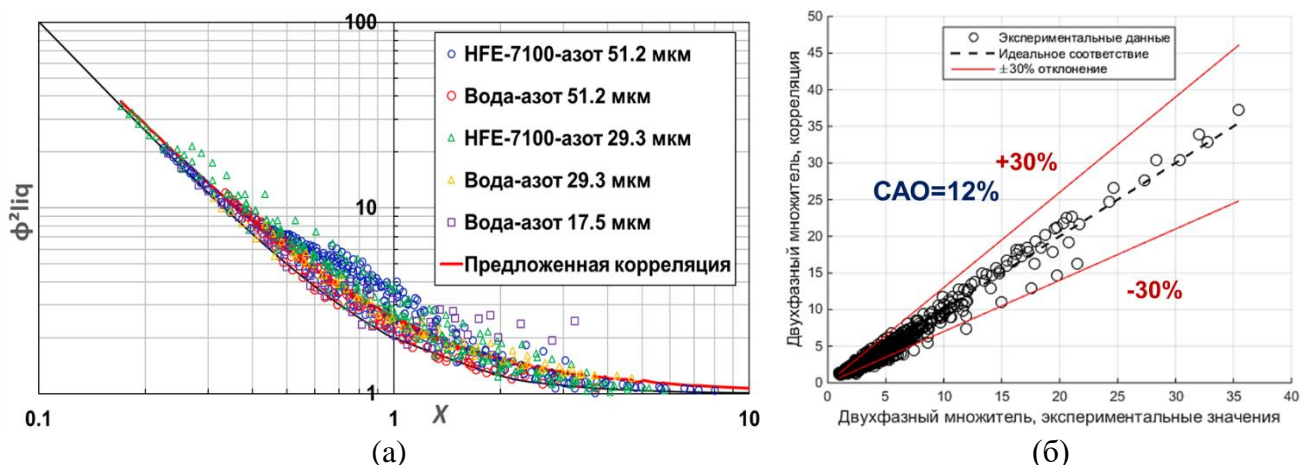 100
10
1
0.1
1
10
ϕ²liq
X
HFE-7100-азот 51.2 мкм
Вода-азот 51.2 мкм
HFE-7100-азот 29.3 мкм
Вода-азот 29.3 мкм
Вода-азот 17.5 мкм
Предложенная корреляция
(а)
б)
50
45
40
35
30
25
20
15
10
5
0
0
5
10
15
20
25
30
35
40
Двухфазный множитель, корреляция
Двухфазный множитель, экспериментальные значения
Экспериментальные данные
Идеальное соответствие
±30% отклонение
+30%
САО=12%
-30%
(б)